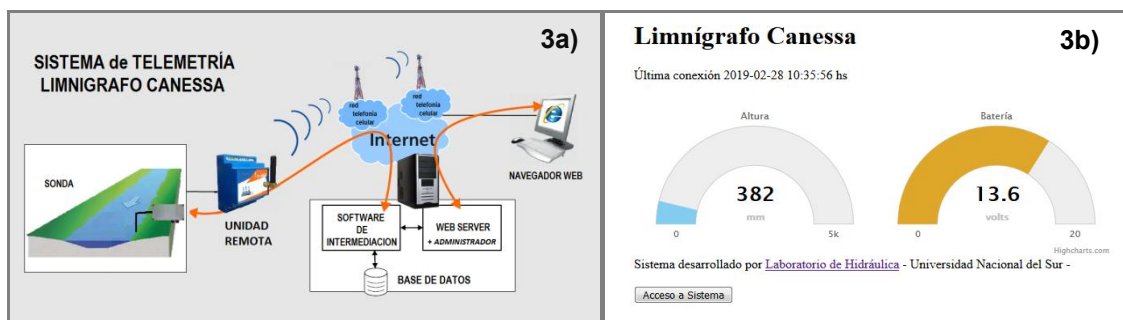 3a)
SISTEMA de TELEMETRÍA
LIMNIGRAFO CANESSA
SONDA
UNIDAD
REMOTA
red
telefonía
celular
red
telefonía
celular
Internet
NAVEGADOR WEB
SOFTWARE
DE
INTERMEDIACION
WEB SERVER
+ ADMINISTRADOR
BASE DE DATOS
3b)
Limnígrafo Canessa
Última conexión 2019-02-28 10:35:56 hs
Altura
382
mm
0
5k
Batería
13.6
volts
0
20
Highcharts.com
Sistema desarrollado por Laboratorio de Hidráulica - Universidad Nacional del Sur -
Acceso a Sistema